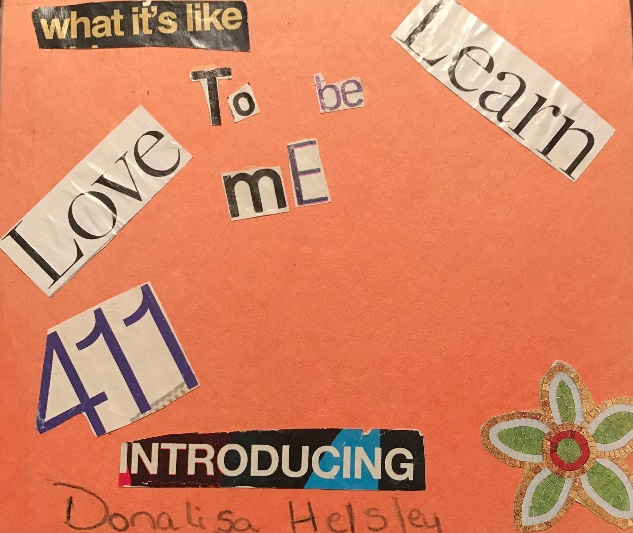 what it's like
To be
mE
Learn
Love
411
INTRODUCING
Donalisa Helsley